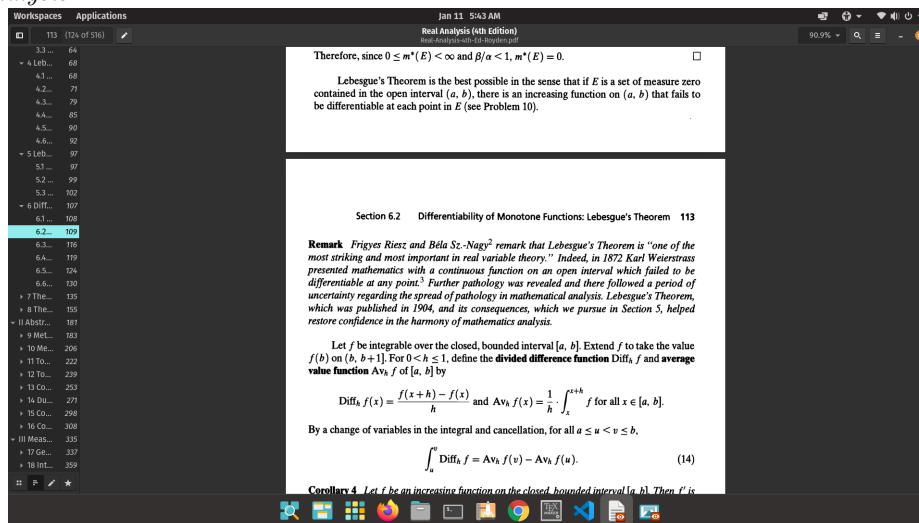 Workspaces Applications Jan 11 5:43 AM
113 (124 of 516) Real Analysis (4th Edition) 90.9%
Real-Analysis-4th-Ed-Royden.pdf
3.3 ... 64
4 Leb... 68
4.1 ... 68
4.2... 71
4.3... 79
4.4... 85
4.5... 90
4.6... 92
5 Leb... 97
5.1 ... 97
5.2 ... 99
5.3 ... 102
6 Diff... 107
6.1 ... 108
6.2... 109
6.3... 116
6.4... 119
6.5... 124
6.6... 130
7 The... 135
8 The... 155
II Abstr... 181
9 Met... 183
10 Me... 206
11 To... 222
12 To... 239
13 Co... 253
14 Du... 271
15 Co... 298
16 Co... 308
III Meas... 335
17 Ge... 337
18 Int... 359
Therefore, since 0 ≤ m*(E) < ∞ and β/α < 1, m*(E) = 0. □
Lebesgue's Theorem is the best possible in the sense that if E is a set of measure zero
contained in the open interval (a, b), there is an increasing function on (a, b) that fails to
be differentiable at each point in E (see Problem 10).
Section 6.2 Differentiability of Monotone Functions: Lebesgue's Theorem 113
Remark Frigyes Riesz and Béla Sz.-Nagy² remark that Lebesgue's Theorem is "one of the
most striking and most important in real variable theory." Indeed, in 1872 Karl Weierstrass
presented mathematics with a continuous function on an open interval which failed to be
differentiable at any point.³ Further pathology was revealed and there followed a period of
uncertainty regarding the spread of pathology in mathematical analysis. Lebesgue's Theorem,
which was published in 1904, and its consequences, which we pursue in Section 5, helped
restore confidence in the harmony of mathematics analysis.
Let f be integrable over the closed, bounded interval [a, b]. Extend f to take the value
f(b) on (b, b+1]. For 0 < h ≤ 1, define the divided difference function Diffₕ f and average
value function Avₕ f of [a, b] by
Diffₕ f(x) = (f(x+h) − f(x))/h and Avₕ f(x) = 1/h · ∫ₓˣ⁺ʰ f for all x ∈ [a, b].
By a change of variables in the integral and cancellation, for all a ≤ u < v ≤ b,
∫ᵤᵛ Diffₕ f = Avₕ f(v) − Avₕ f(u). (14)
Corollary 4 Let f be an increasing function on the closed, bounded interval [a, b]. Then f′ is